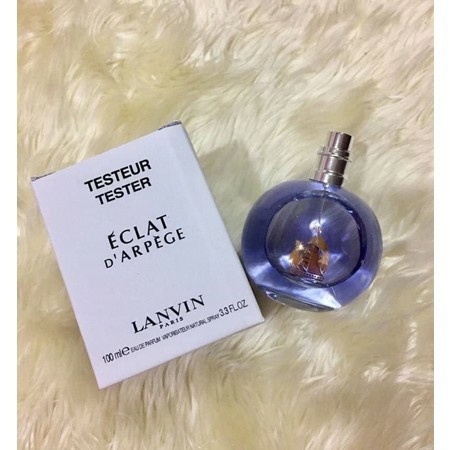 TESTEUR
TESTER
ÉCLAT
D'ARPÈGE
LANVIN
PARIS
100 ml e EAU DE PARFUM VAPORISATEUR NATURAL SPRAY 3.3 FL.OZ